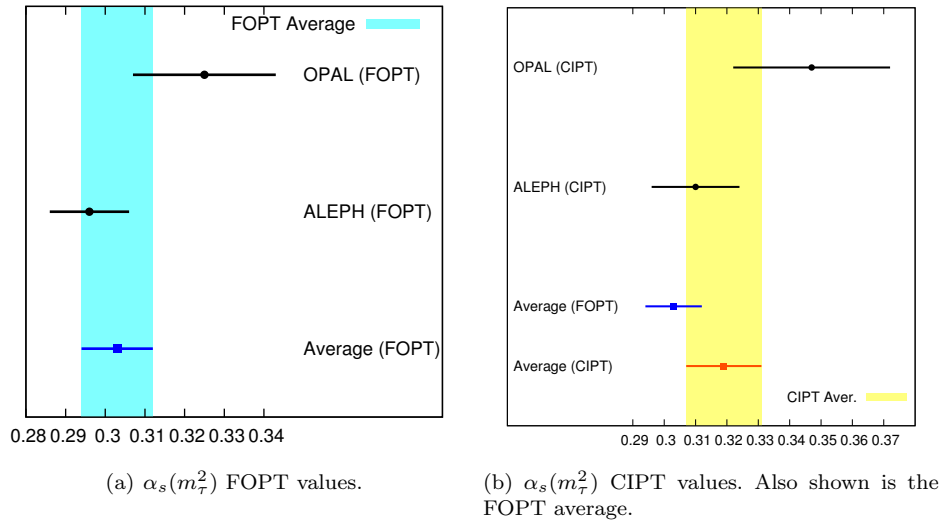 FOPT Average
OPAL (FOPT)
ALEPH (FOPT)
Average (FOPT)
0.28 0.29 0.3 0.31 0.32 0.33 0.34
(a) αs(m²τ) FOPT values.
OPAL (CIPT)
ALEPH (CIPT)
Average (FOPT)
Average (CIPT)
CIPT Aver.
0.29 0.3 0.31 0.32 0.33 0.34 0.35 0.36 0.37
(b) αs(m²τ) CIPT values. Also shown is the
FOPT average.